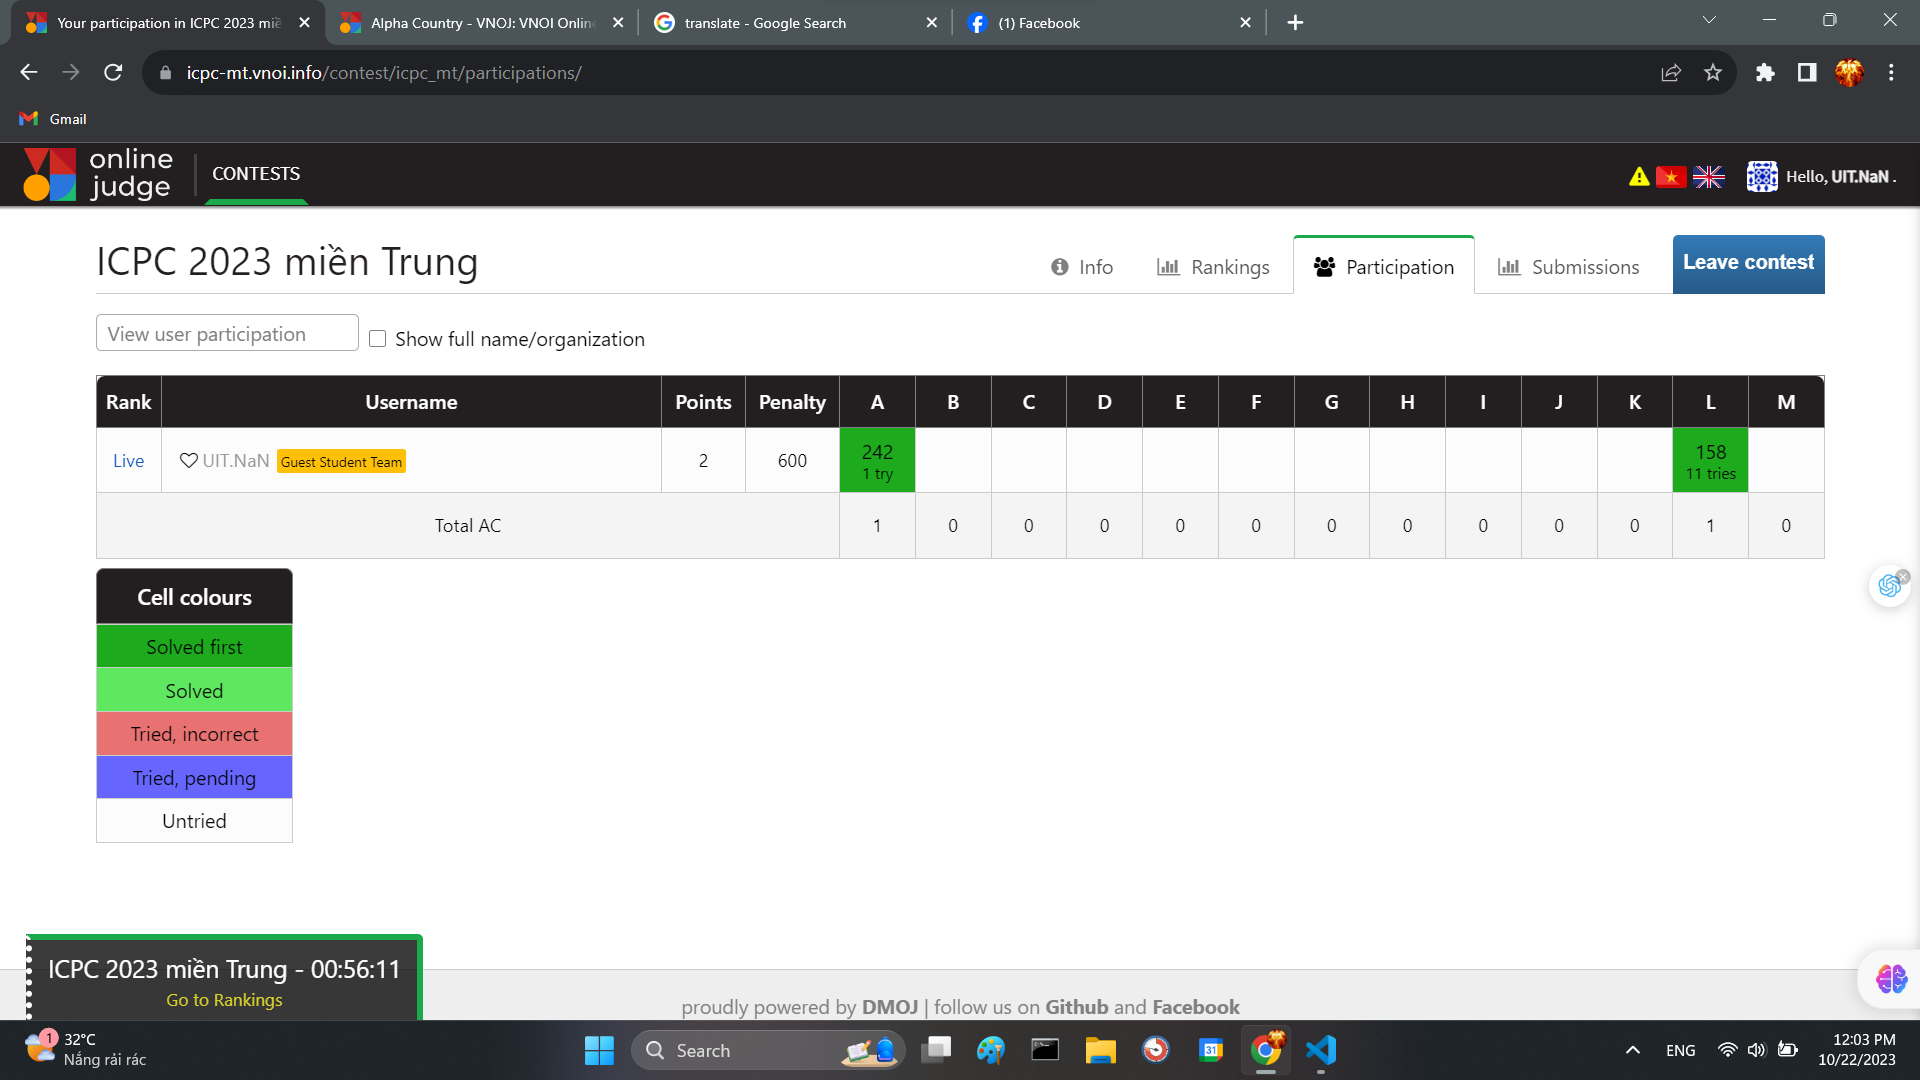 Your participation in ICPC 2023 miề
Alpha Country - VNOJ: VNOI Online
translate - Google Search
(1) Facebook
icpc-mt.vnoi.info/contest/icpc_mt/participations/
Gmail
online
judge
CONTESTS
Hello, UIT.NaN .
ICPC 2023 miền Trung
Info
Rankings
Participation
Submissions
Leave contest
View user participation
Show full name/organization
Rank Username Points Penalty A B C D E F G H I J K L M
Live UIT.NaN Guest Student Team 2 600 242 158
1 try 11 tries
Total AC 1 0 0 0 0 0 0 0 0 0 0 1 0
Cell colours
Solved first
Solved
Tried, incorrect
Tried, pending
Untried
ICPC 2023 miền Trung - 00:56:11
Go to Rankings
proudly powered by DMOJ | follow us on Github and Facebook
1
32°C
Nắng rải rác
Search
31
ENG
12:03 PM
10/22/2023